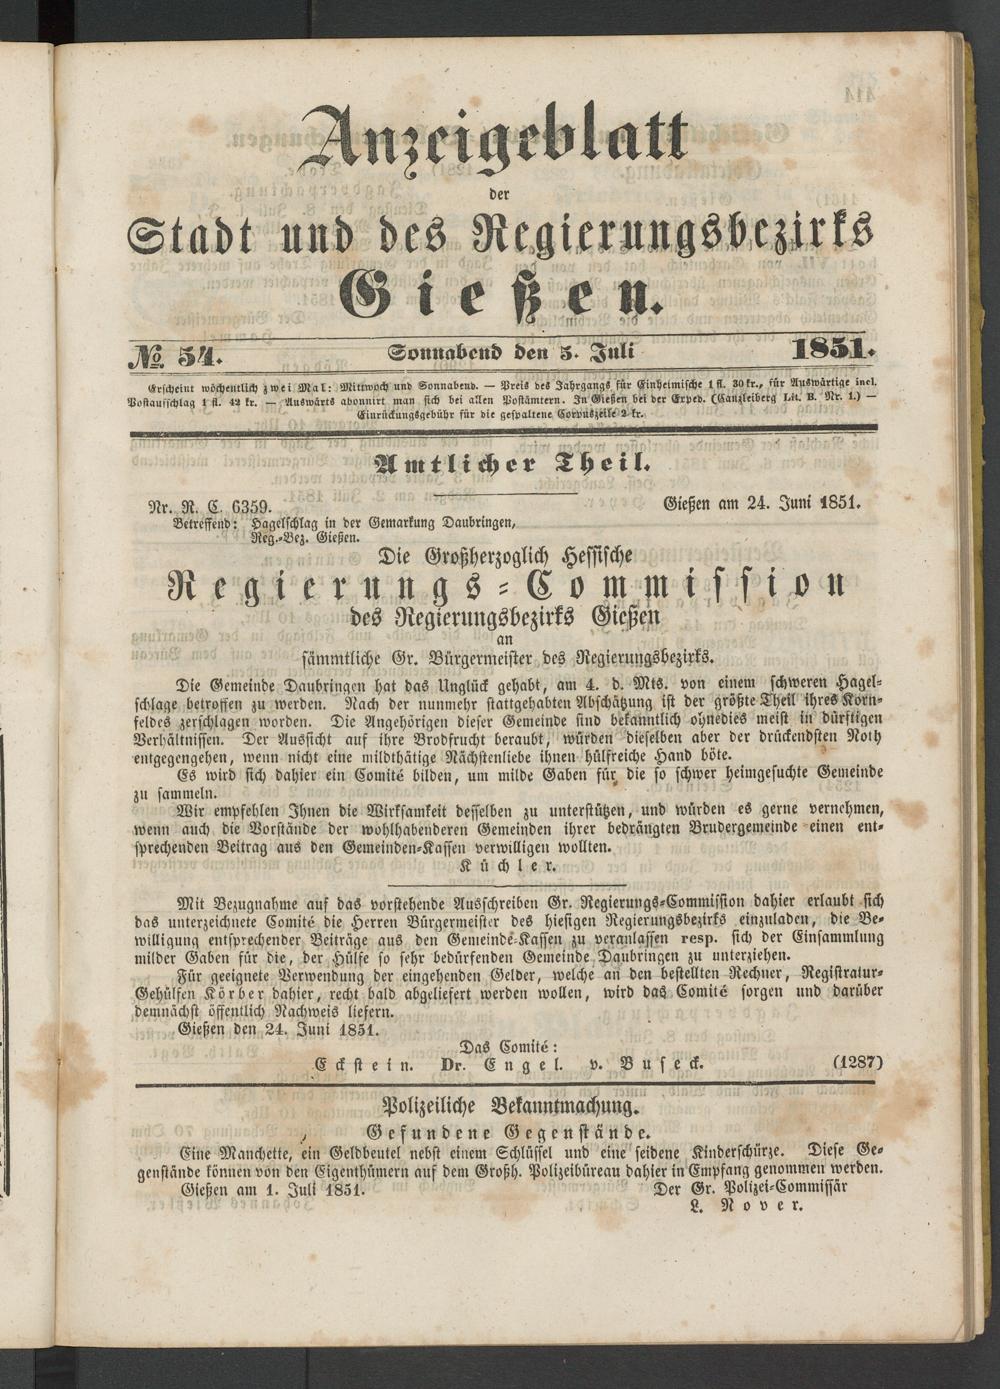 Anzeigeblatt
der
Stadt und des Regierungsbezirks
Gießen.
No. 54. Sonnabend den 5. Juli 1851.
Erscheint wöchentlich zwei Mal: Mittwoch und Sonnabend. — Preis des Jahrgangs für Einheimische 1 fl. 30 kr., für Auswärtige incl.
Postaufschlag 1 fl. 42 kr. — Auswärts abonnirt man sich bei allen Postämtern. In Gießen bei der Exped. (Canzleiberg Lit. B. Nr. 1.) —
Einrückungsgebühr für die gespaltene Corpuszeile 2 kr.
Amtlicher Theil.
Nr. R. C. 6359. Gießen am 24. Juni 1851.
Betreffend: Hagelschlag in der Gemarkung Daubringen,
Reg.-Bez. Gießen.
Die Großherzoglich Hessische
Regierungs-Commission
des Regierungsbezirks Gießen
an
sämmtliche Gr. Bürgermeister des Regierungsbezirks.
Die Gemeinde Daubringen hat das Unglück gehabt, am 4. d. Mts. von einem schweren Hagel-
schlage betroffen zu werden. Nach der nunmehr stattgehabten Abschätzung ist der größte Theil ihres Korn-
feldes zerschlagen worden. Die Angehörigen dieser Gemeinde sind bekanntlich ohnedies meist in dürftigen
Verhältnissen. Der Aussicht auf ihre Brodfrucht beraubt, würden dieselben aber der drückendsten Noth
entgegengehen, wenn nicht eine mildthätige Nächstenliebe ihnen hülfreiche Hand böte.
Es wird sich dahier ein Comité bilden, um milde Gaben für die so schwer heimgesuchte Gemeinde
zu sammeln.
Wir empfehlen Ihnen die Wirksamkeit desselben zu unterstützen, und würden es gerne vernehmen,
wenn auch die Vorstände der wohlhabenderen Gemeinden ihrer bedrängten Brudergemeinde einen ent-
sprechenden Beitrag aus den Gemeinden-Kassen verwilligen wollten.
Küchler.
Mit Bezugnahme auf das vorstehende Ausschreiben Gr. Regierungs-Commission dahier erlaubt sich
das unterzeichnete Comité die Herren Bürgermeister des hiesigen Regierungsbezirks einzuladen, die Be-
willigung entsprechender Beiträge aus den Gemeinde-Kassen zu veranlassen resp. sich der Einsammlung
milder Gaben für die, der Hülfe so sehr bedürfenden Gemeinde Daubringen zu unterziehen.
Für geeignete Verwendung der eingehenden Gelder, welche an den bestellten Rechner, Registratur-
Gehülfen Körber dahier, recht bald abgeliefert werden wollen, wird das Comité sorgen und darüber
demnächst öffentlich Nachweis liefern.
Gießen den 24. Juni 1851.
Das Comité:
Eckstein. Dr. Engel. v. Buseck. (1287)
Polizeiliche Bekanntmachung.
Gefundene Gegenstände.
Eine Manchette, ein Geldbeutel nebst einem Schlüssel und eine seidene Kinderschürze. Diese Ge-
genstände können von den Eigenthümern auf dem Großh. Polizeibüreau dahier in Empfang genommen werden.
Gießen am 1. Juli 1851. Der Gr. Polizei-Commissär
L. Nover.